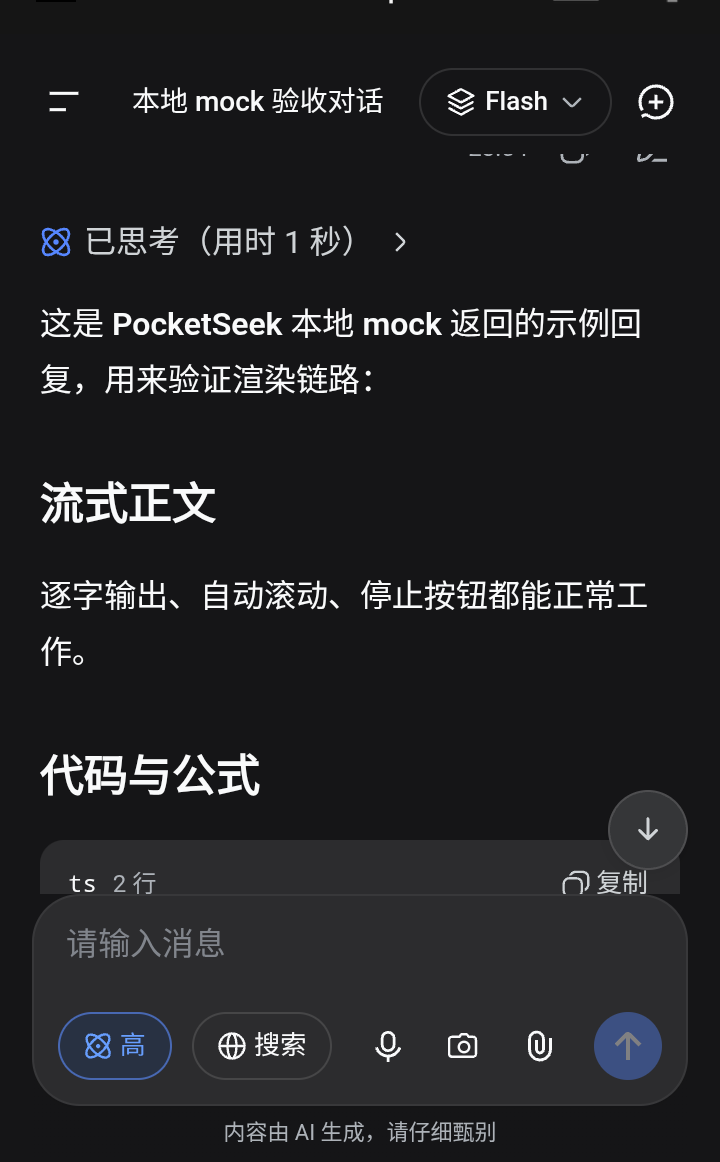 本地 mock 验收对话
Flash
已思考（用时 1 秒）
这是 PocketSeek 本地 mock 返回的示例回
复，用来验证渲染链路：
流式正文
逐字输出、自动滚动、停止按钮都能正常工
作。
代码与公式
ts 2 行
复制
请输入消息
高
搜索
内容由 AI 生成，请仔细甄别